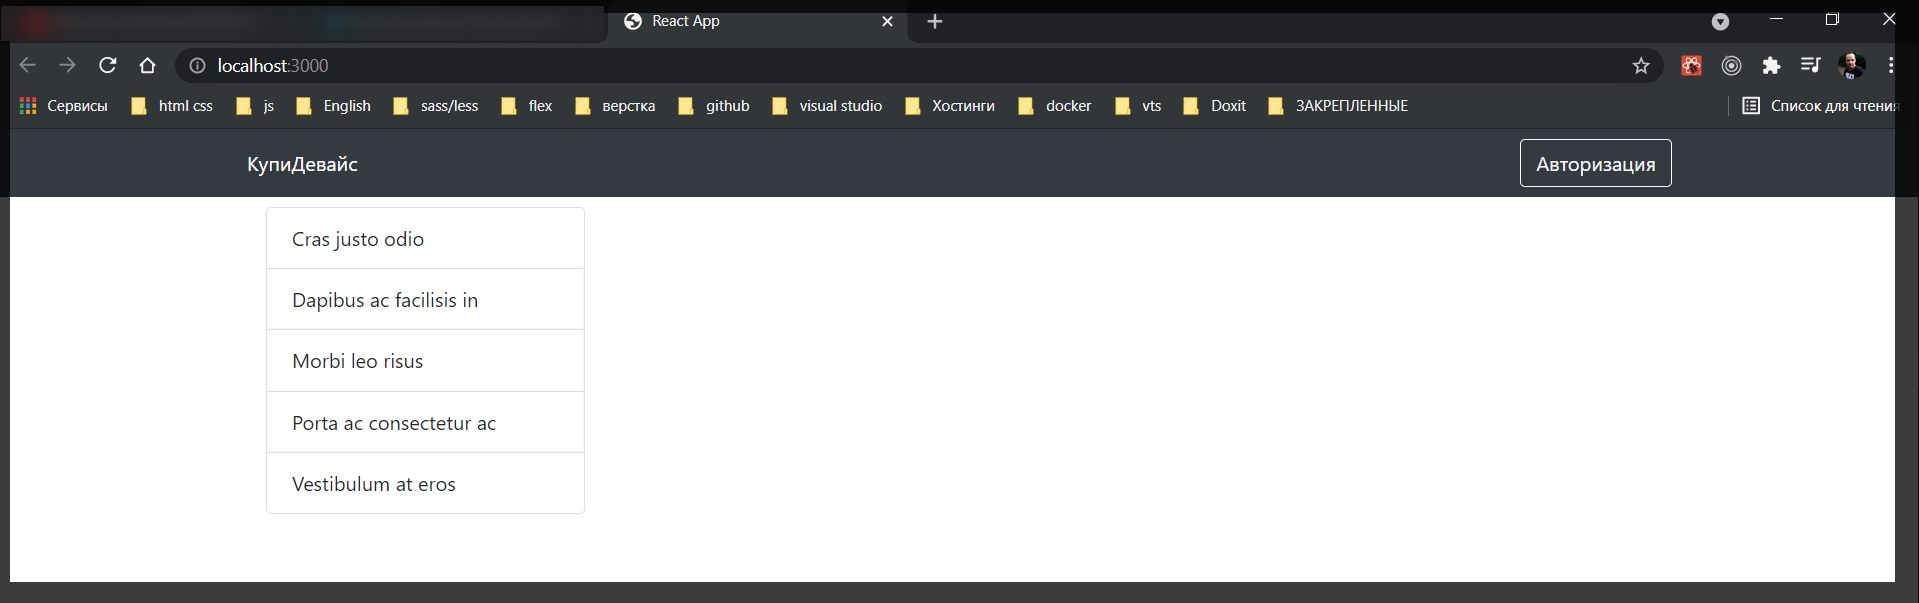 React App
localhost:3000
Сервисы html css js English sass/less flex верстка github visual studio Хостинги docker vts Doxit ЗАКРЕПЛЕННЫЕ Список для чтения
КупиДевайс Авторизация
Cras justo odio
Dapibus ac facilisis in
Morbi leo risus
Porta ac consectetur ac
Vestibulum at eros